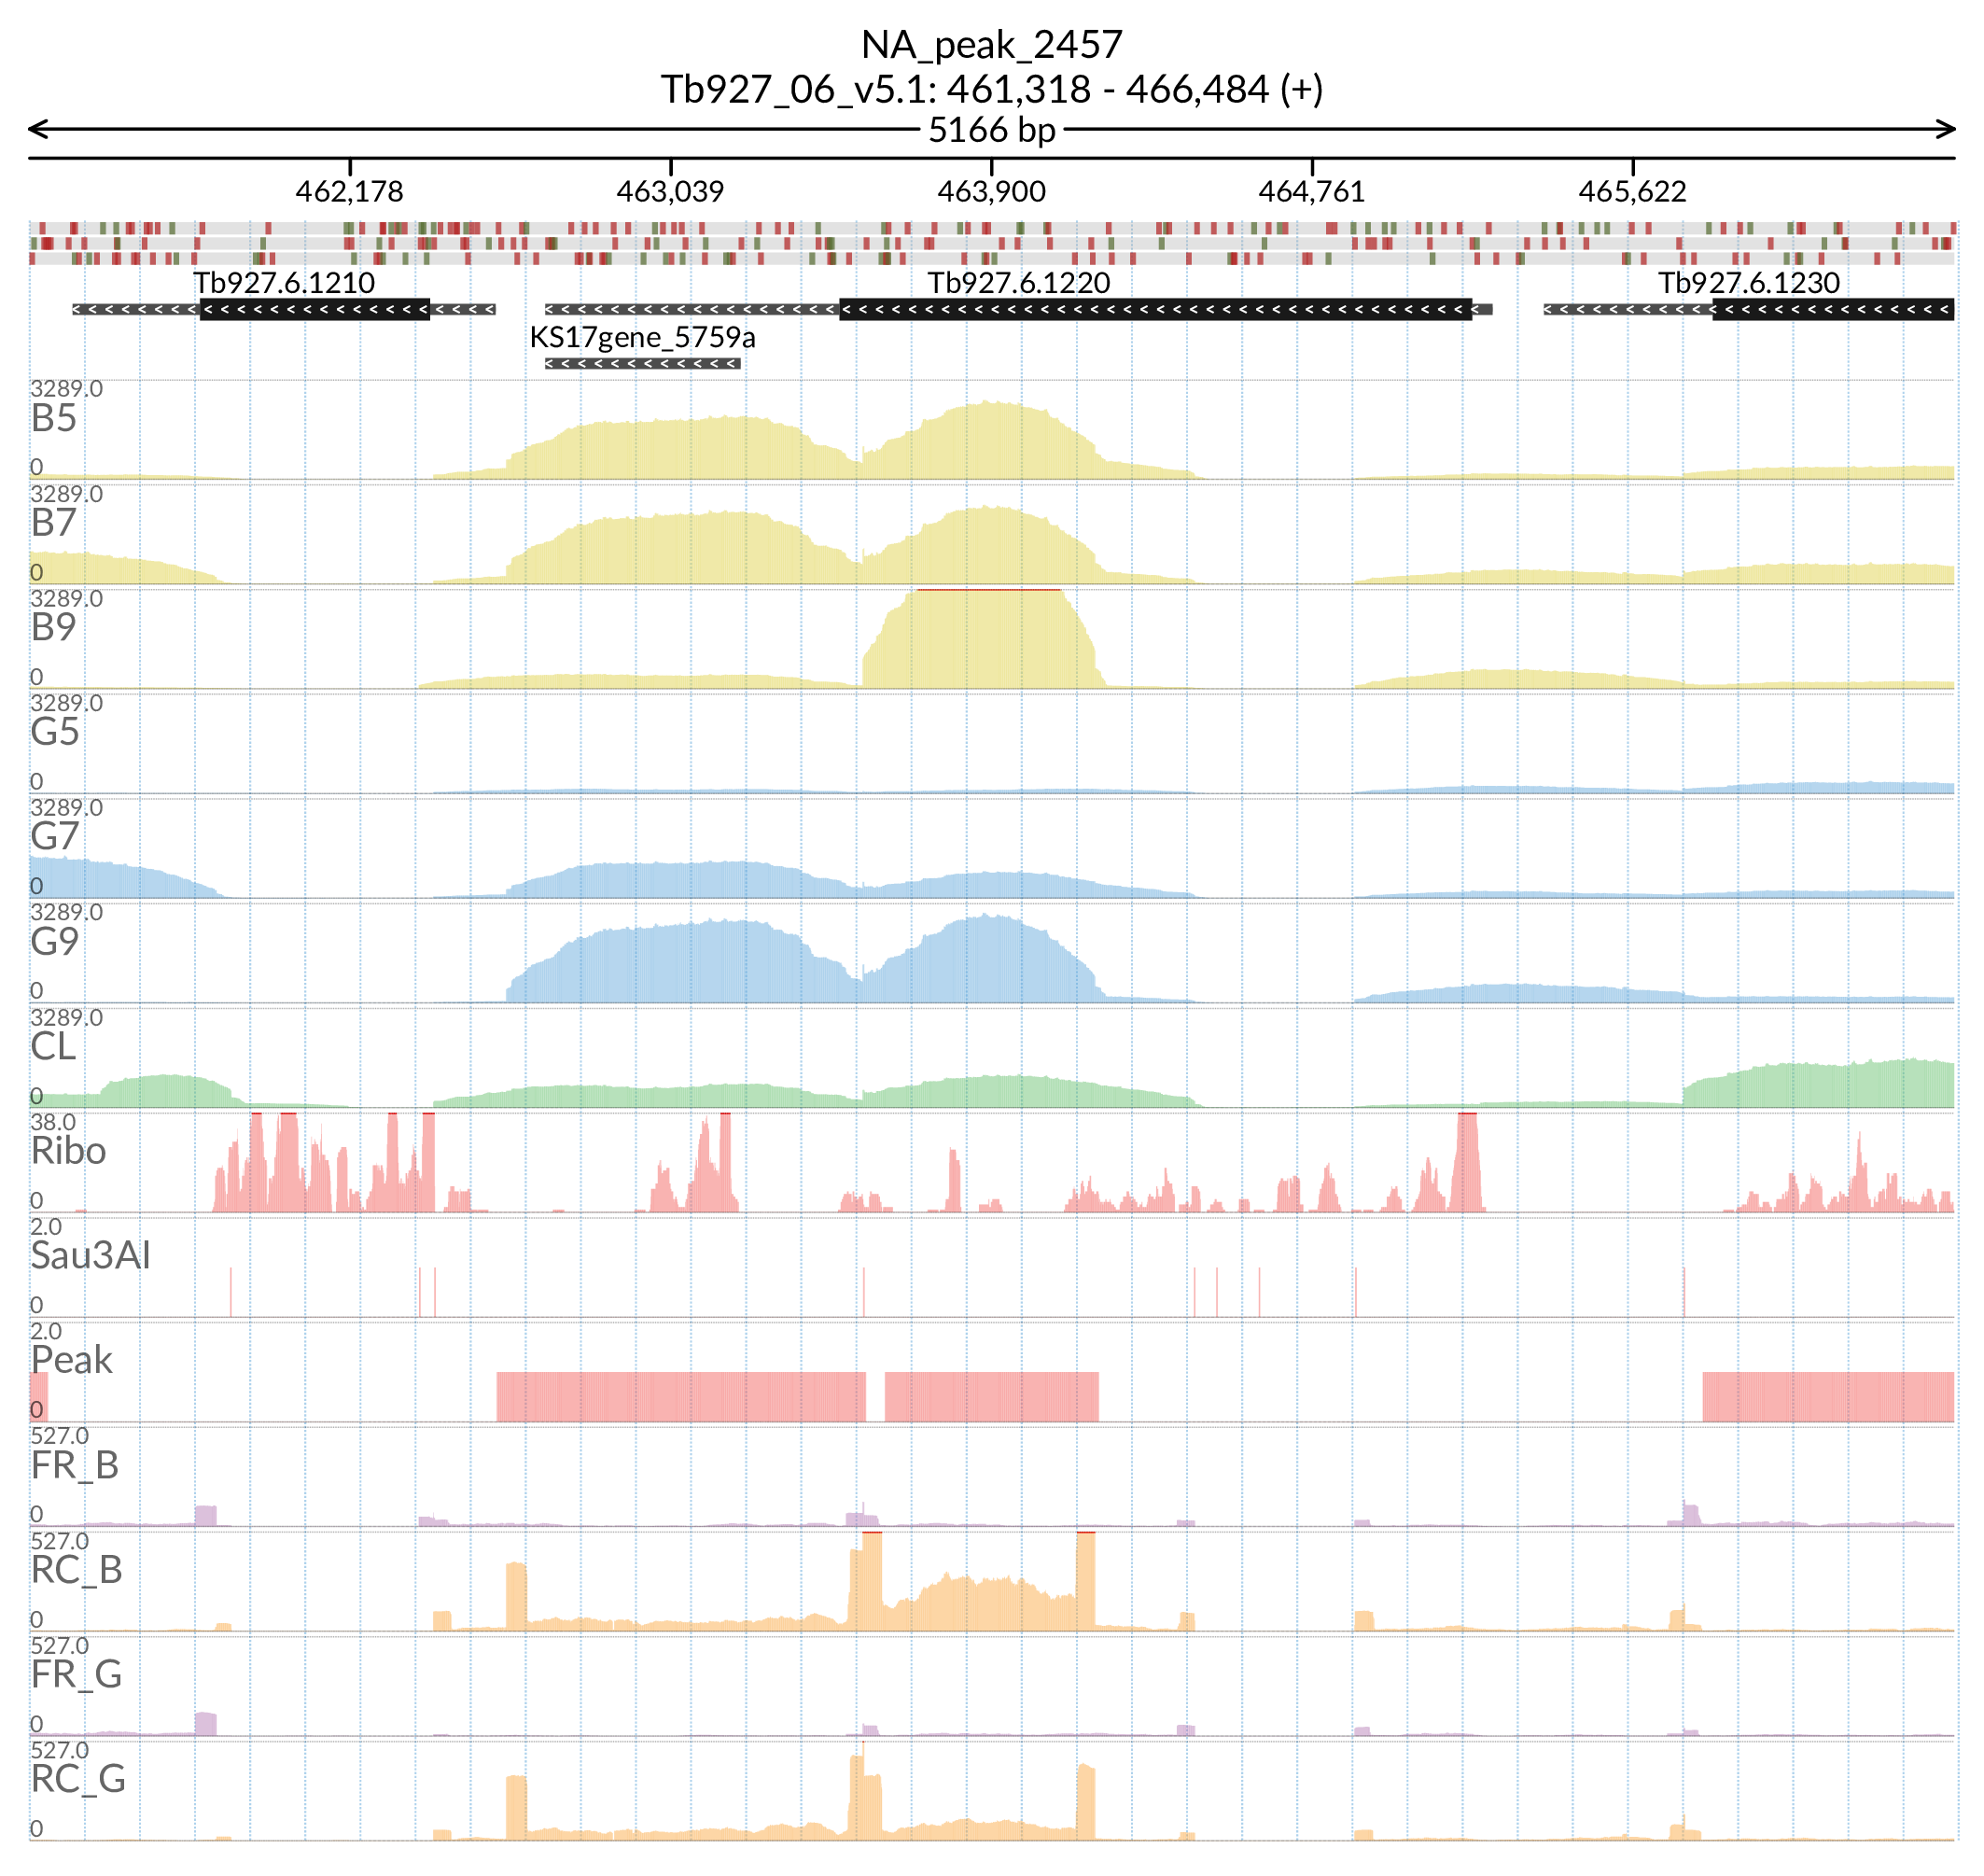 NA_peak_2457
Tb927_06_v5.1: 461,318 - 466,484 (+)
5166 bp
462,178 463,039 463,900 464,761 465,622
Tb927.6.1210 Tb927.6.1220 Tb927.6.1230
KS17gene_5759a
3289.0
B5
0
3289.0
B7
0
3289.0
B9
0
3289.0
G5
0
3289.0
G7
0
3289.0
G9
0
3289.0
CL
0
38.0
Ribo
0
2.0
Sau3AI
0
2.0
Peak
0
527.0
FR_B
0
527.0
RC_B
0
527.0
FR_G
0
527.0
RC_G
0